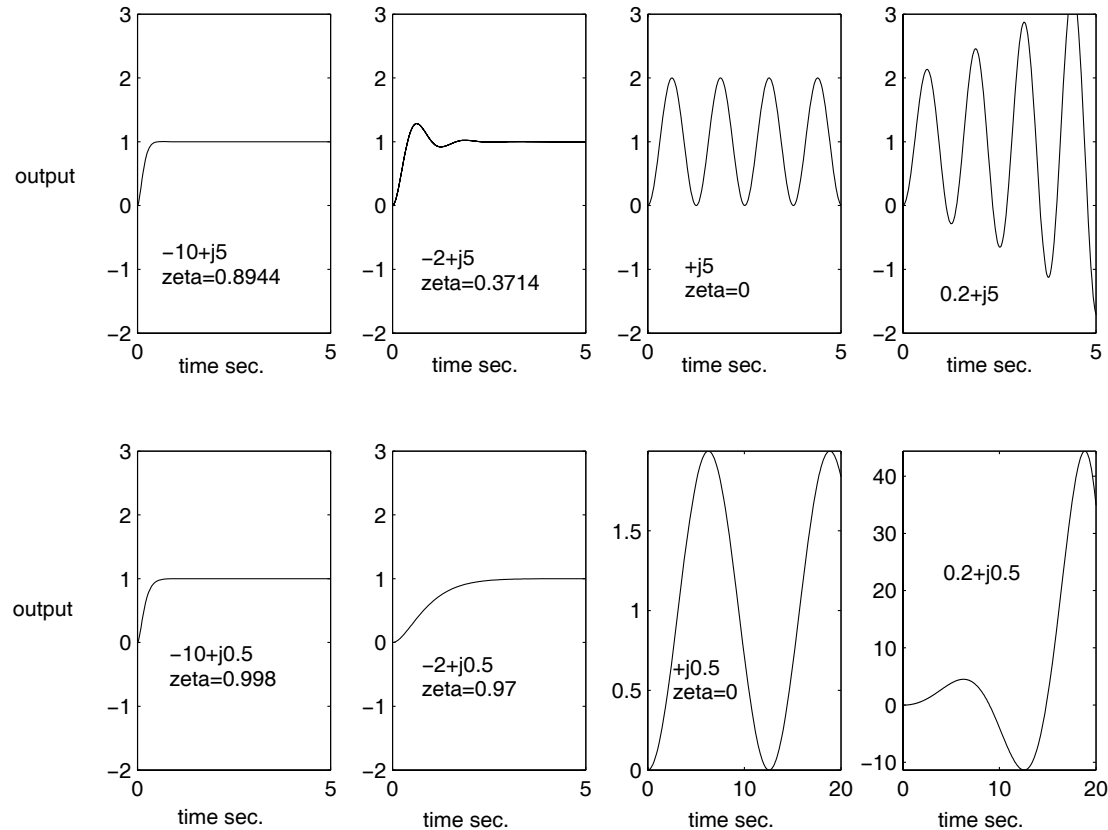 3
2
1
0
−1
−2
0
5
time sec.
−10+j5
zeta=0.8944
output
3
2
1
0
−1
−2
0
5
time sec.
−2+j5
zeta=0.3714
3
2
1
0
−1
−2
0
5
time sec.
+j5
zeta=0
3
2
1
0
−1
−2
0
5
time sec.
0.2+j5
3
2
1
0
−1
−2
0
5
time sec.
−10+j0.5
zeta=0.998
output
3
2
1
0
−1
−2
0
5
time sec.
−2+j0.5
zeta=0.97
1.5
1
0.5
0
0
10
20
time sec.
+j0.5
zeta=0
40
30
20
10
0
−10
0
10
20
time sec.
0.2+j0.5